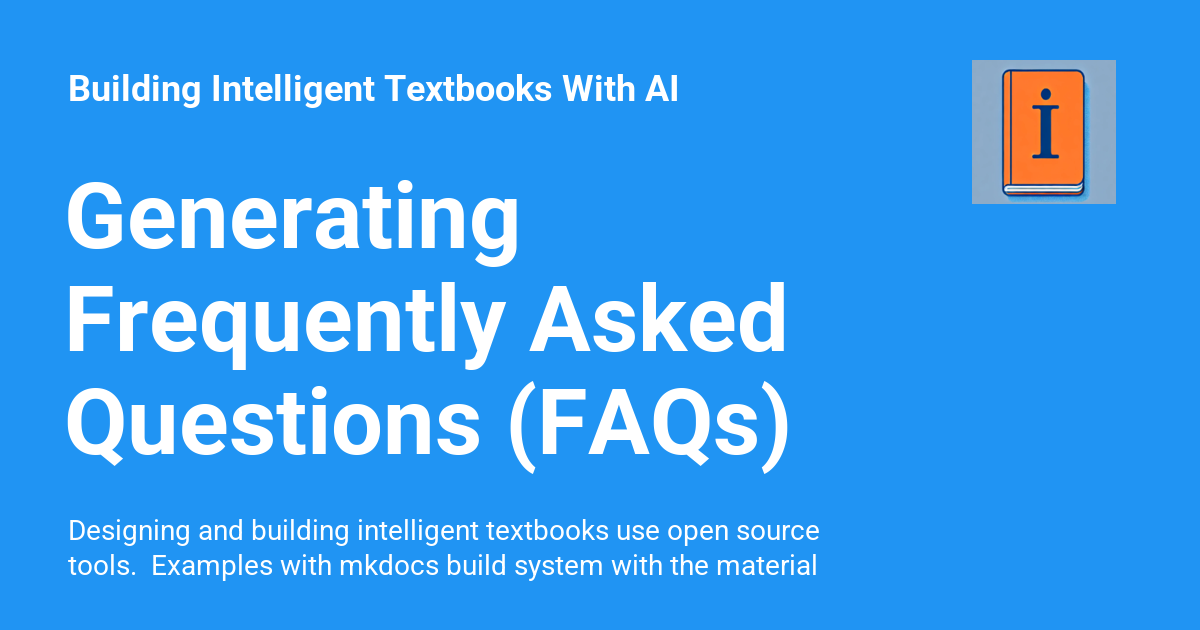 Building Intelligent Textbooks With AI
i
Generating
Frequently Asked
Questions (FAQs)
Designing and building intelligent textbooks use open source
tools.  Examples with mkdocs build system with the material